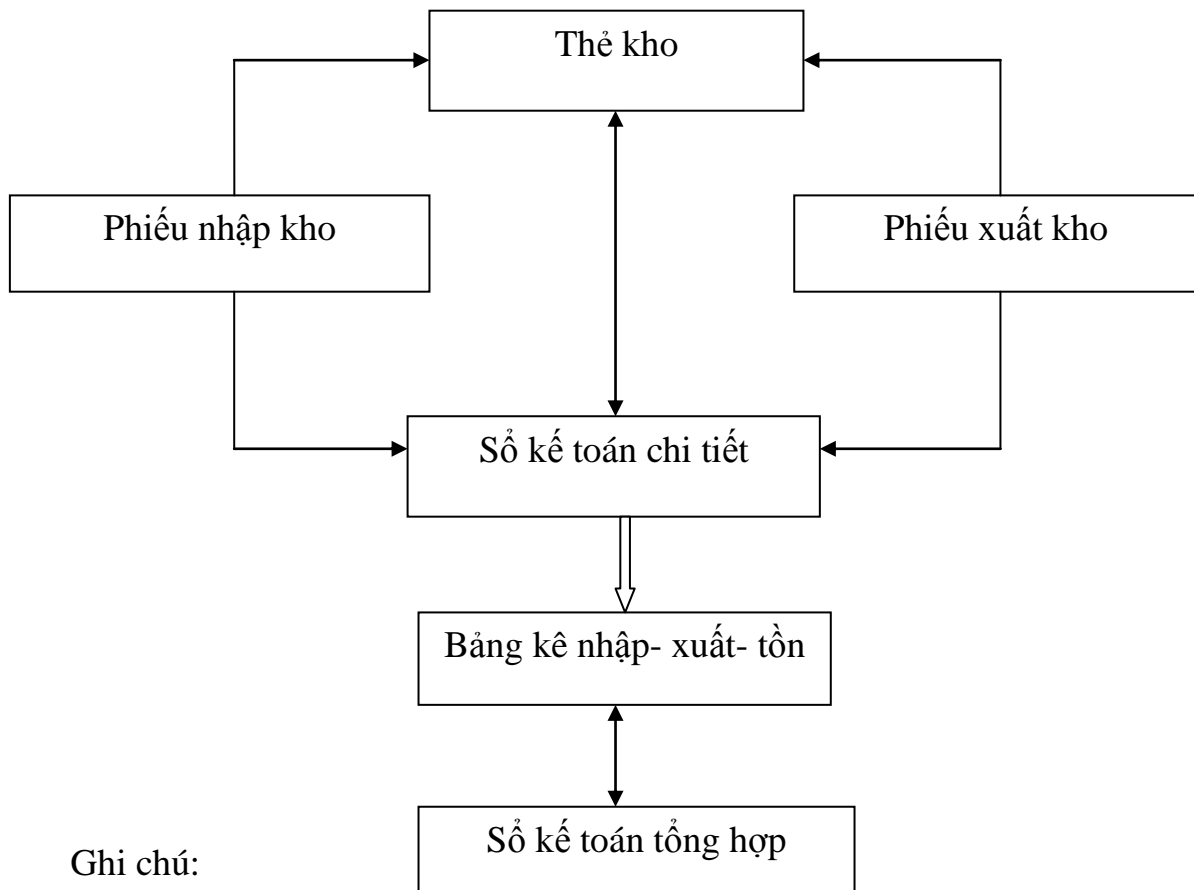 Thẻ kho
Phiếu nhập kho
Phiếu xuất kho
Sổ kế toán chi tiết
Bảng kê nhập- xuất- tồn
Sổ kế toán tổng hợp
Ghi chú: